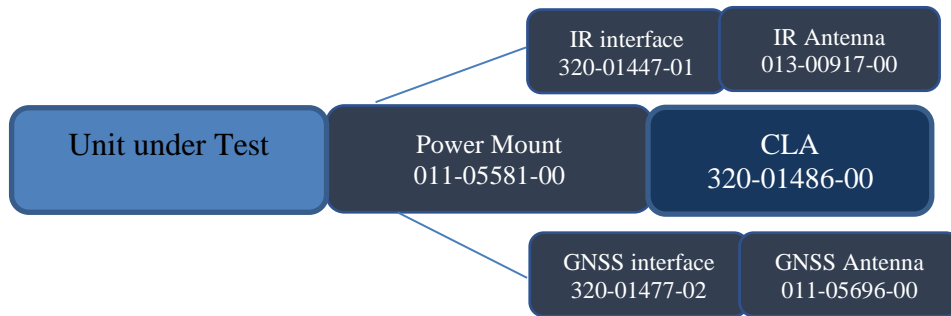 IR interface
320-01447-01
IR Antenna
013-00917-00
Unit under Test
Power Mount
011-05581-00
CLA
320-01486-00
GNSS interface
320-01477-02
GNSS Antenna
011-05696-00